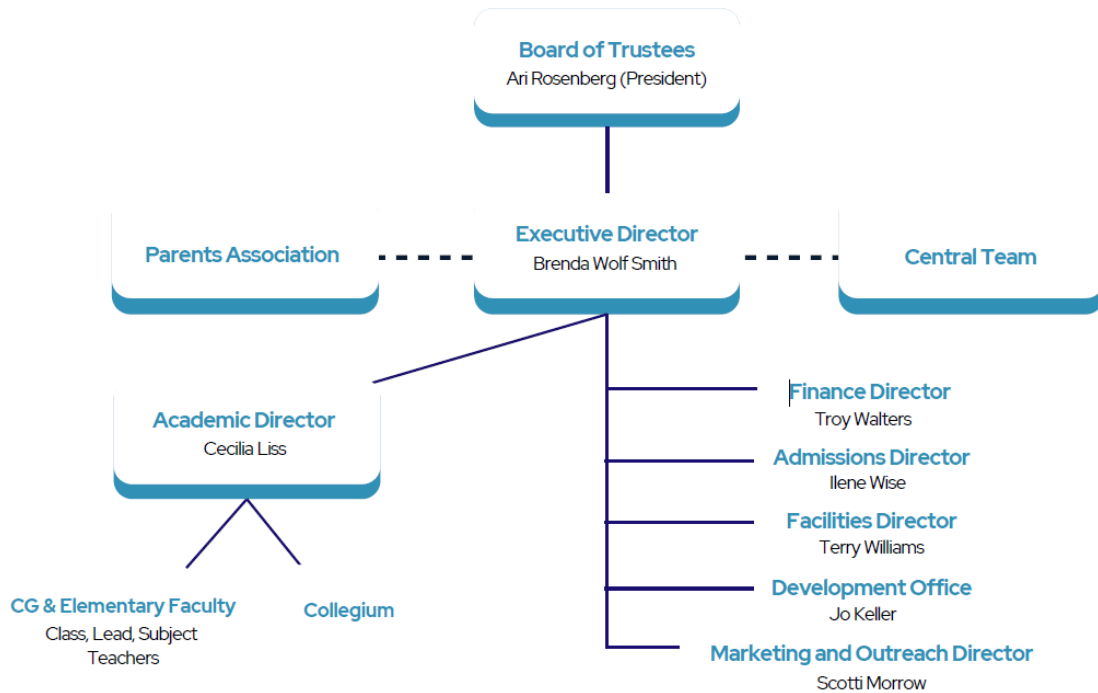 Board of Trustees
Ari Rosenberg (President)
Parents Association
Executive Director
Brenda Wolf Smith
Central Team
Academic Director
Cecilia Liss
CG & Elementary Faculty
Class, Lead, Subject
Teachers
Collegium
Finance Director
Troy Walters
Admissions Director
Ilene Wise
Facilities Director
Terry Williams
Development Office
Jo Keller
Marketing and Outreach Director
Scotti Morrow